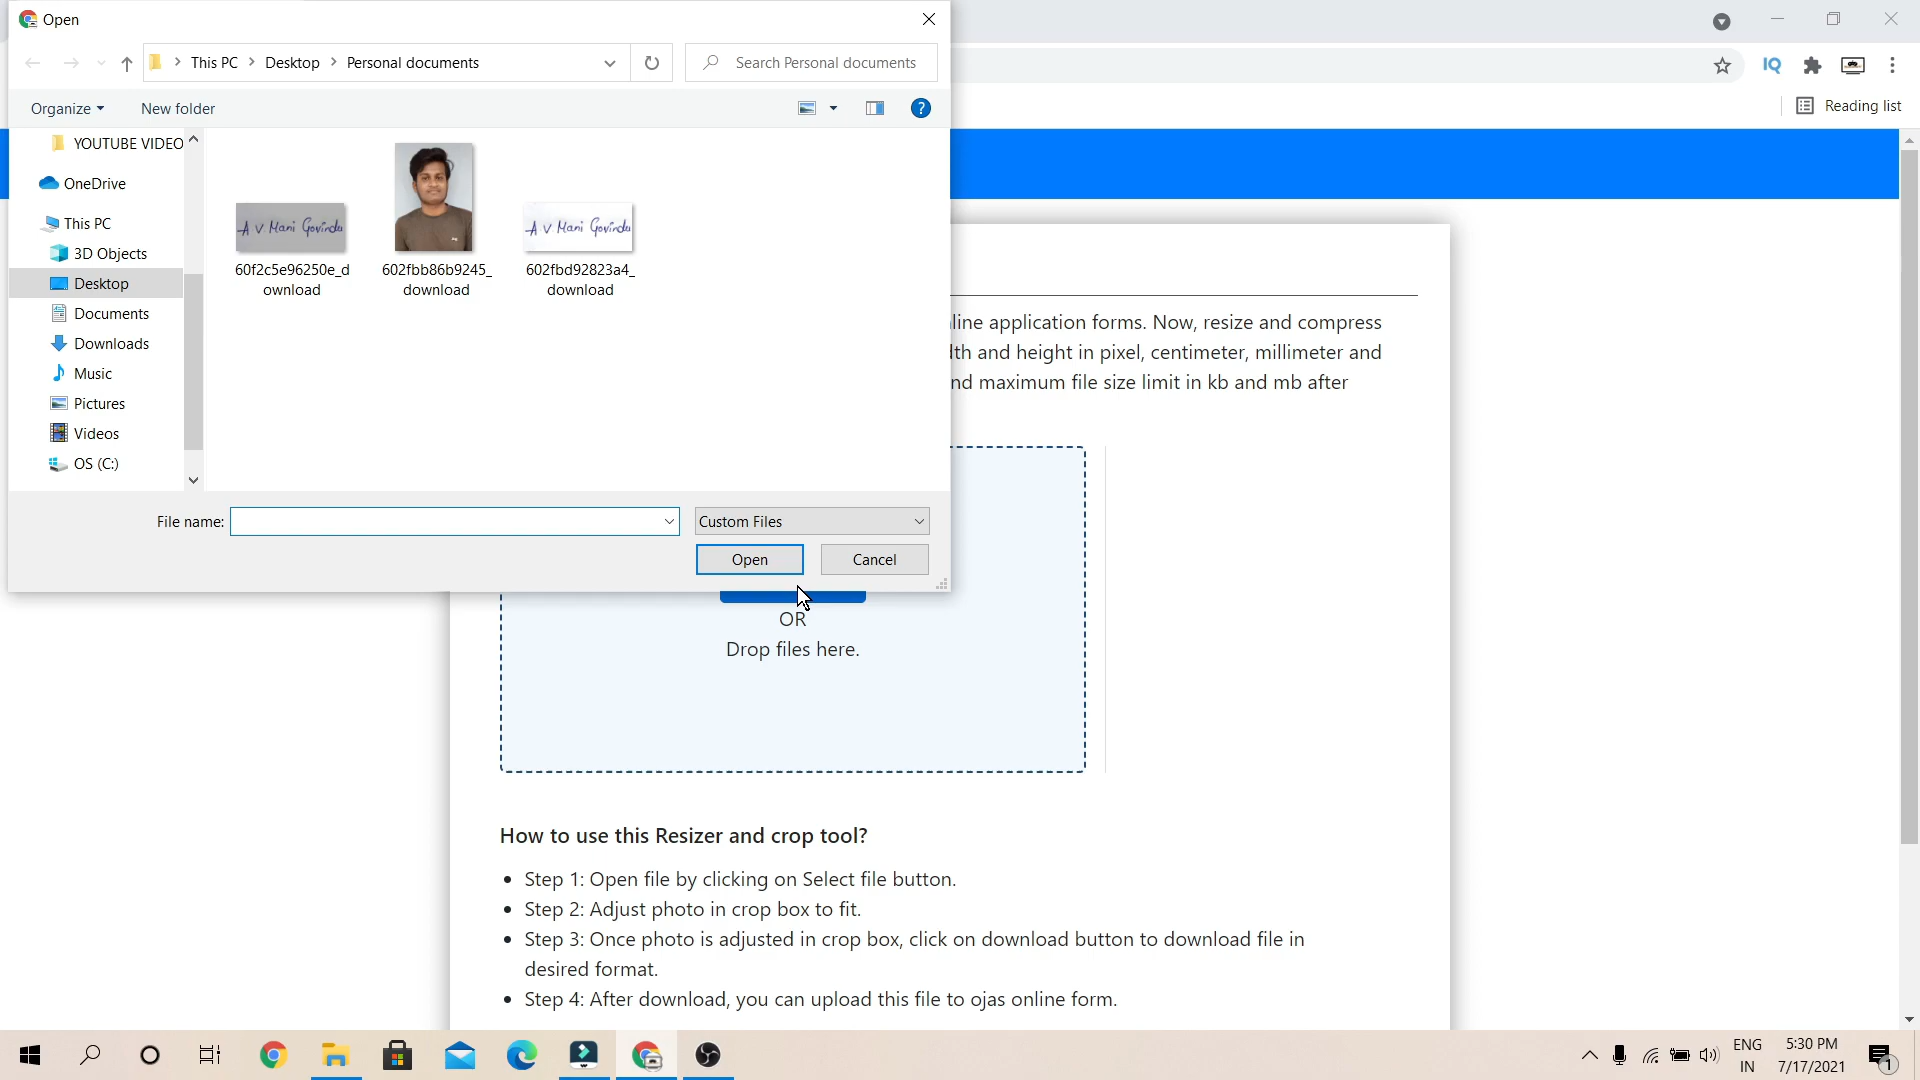 Open
This PC > Desktop > Personal documents
Search Personal documents
Organize
New folder
?
IQ
Reading list
YOUTUBE VIDEO
OneDrive
This PC
3D Objects
Desktop
Documents
Downloads
Music
Pictures
Videos
OS (C:)
A V Mani Govindu
A V Mani Govindu
60f2c5e96250e_d
ownload
602fbb86b9245_
download
602fbd92823a4_
download
File name:
Custom Files
Open
Cancel
line application forms. Now, resize and compress
th and height in pixel, centimeter, millimeter and
nd maximum file size limit in kb and mb after
OR
Drop files here.
How to use this Resizer and crop tool?
• Step 1: Open file by clicking on Select file button.
• Step 2: Adjust photo in crop box to fit.
• Step 3: Once photo is adjusted in crop box, click on download button to download file in
desired format.
• Step 4: After download, you can upload this file to ojas online form.
ENG
IN
5:30 PM
7/17/2021
1